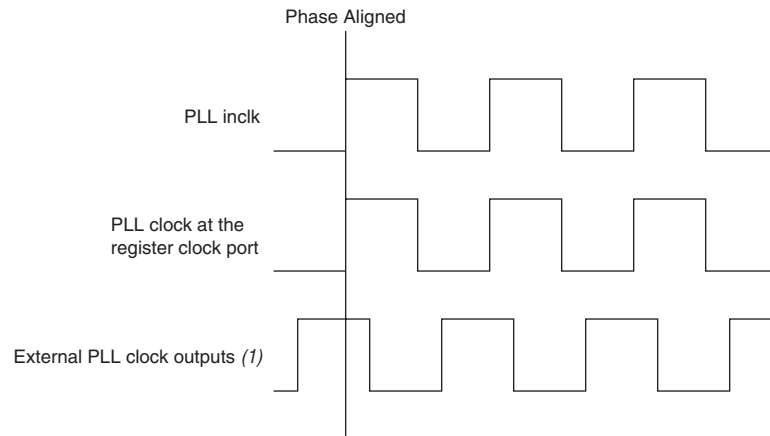 Phase Aligned
PLL inclk
PLL clock at the
register clock port
External PLL clock outputs (1)